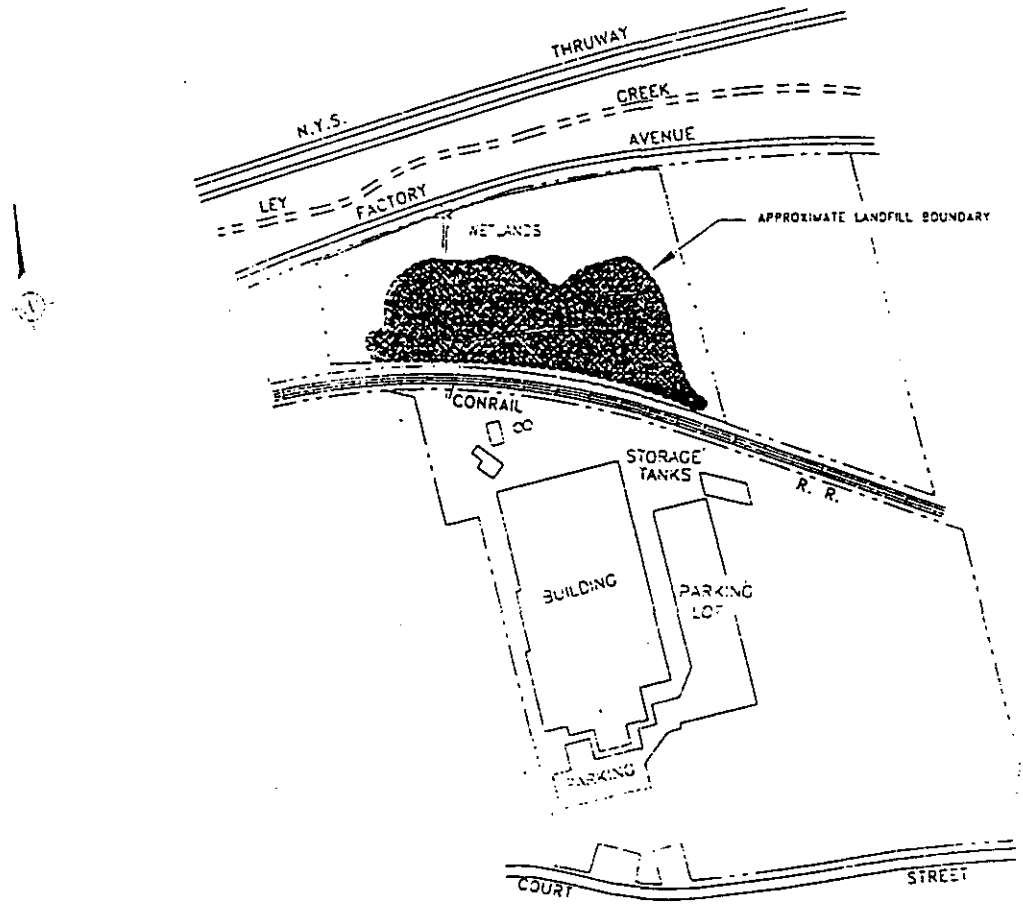 THRUWAY
N.Y.S.
CREEK
LEY
AVENUE
FACTORY
APPROXIMATE LANDFILL BOUNDARY
WETLANDS
CONRAIL
STORAGE
TANKS
R. R.
BUILDING
PARKING
LOT
PARKING
COURT
STREET